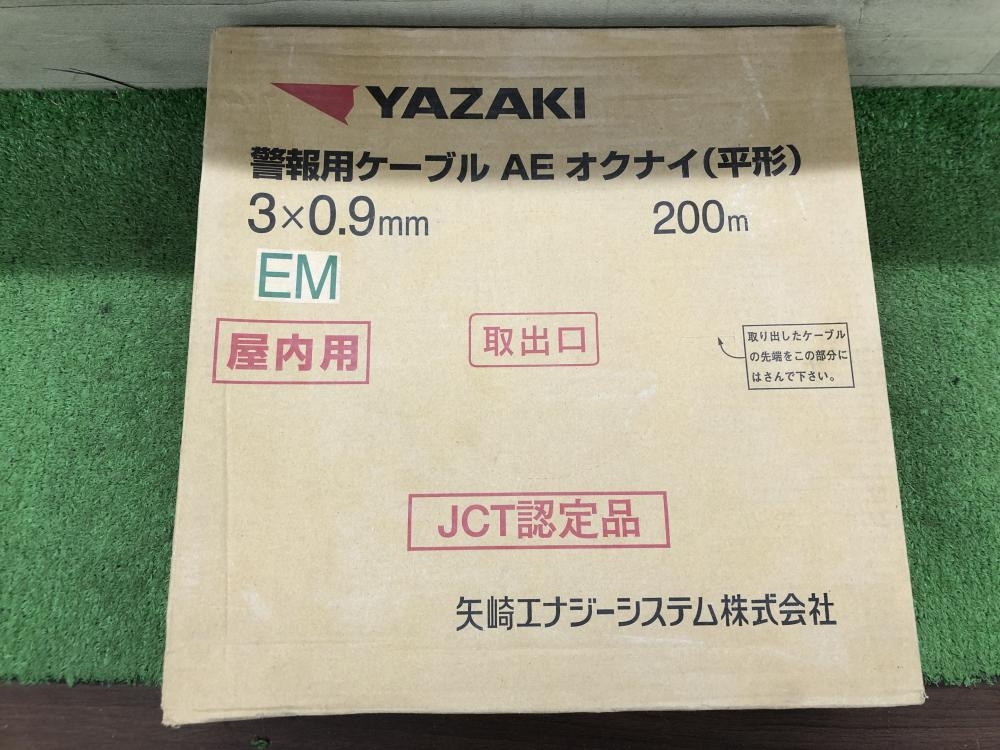 YAZAKI
警報用ケーブル AE オクナイ(平形)
3×0.9mm 200m
EM
屋内用
取出口
取り出したケーブル
の先端をこの部分に
はさんで下さい。
JCT認定品
矢崎エナジーシステム株式会社